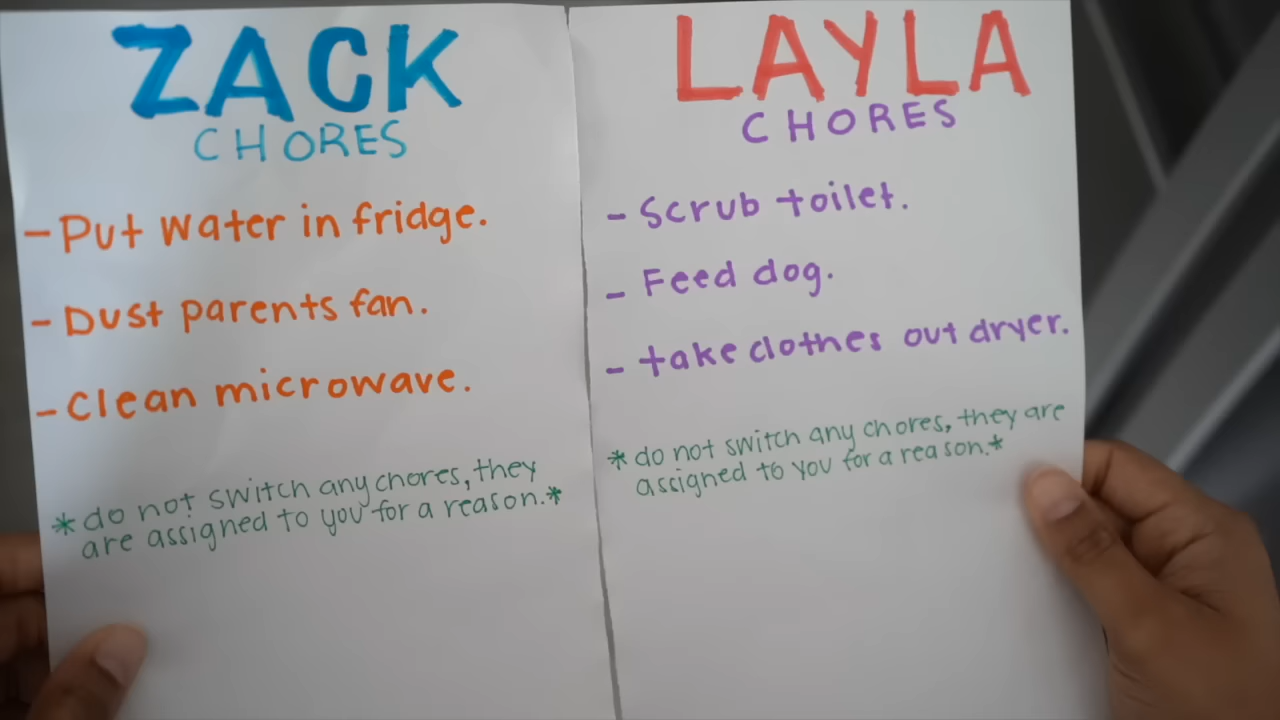 ZACK
CHORES
- Put water in fridge.
- Dust parents fan.
- Clean microwave.
*do not switch any chores, they
are assigned to you for a reason.*
LAYLA
CHORES
- Scrub toilet.
- Feed dog.
- take clothes out dryer.
*do not switch any chores, they are
assigned to you for a reason.*